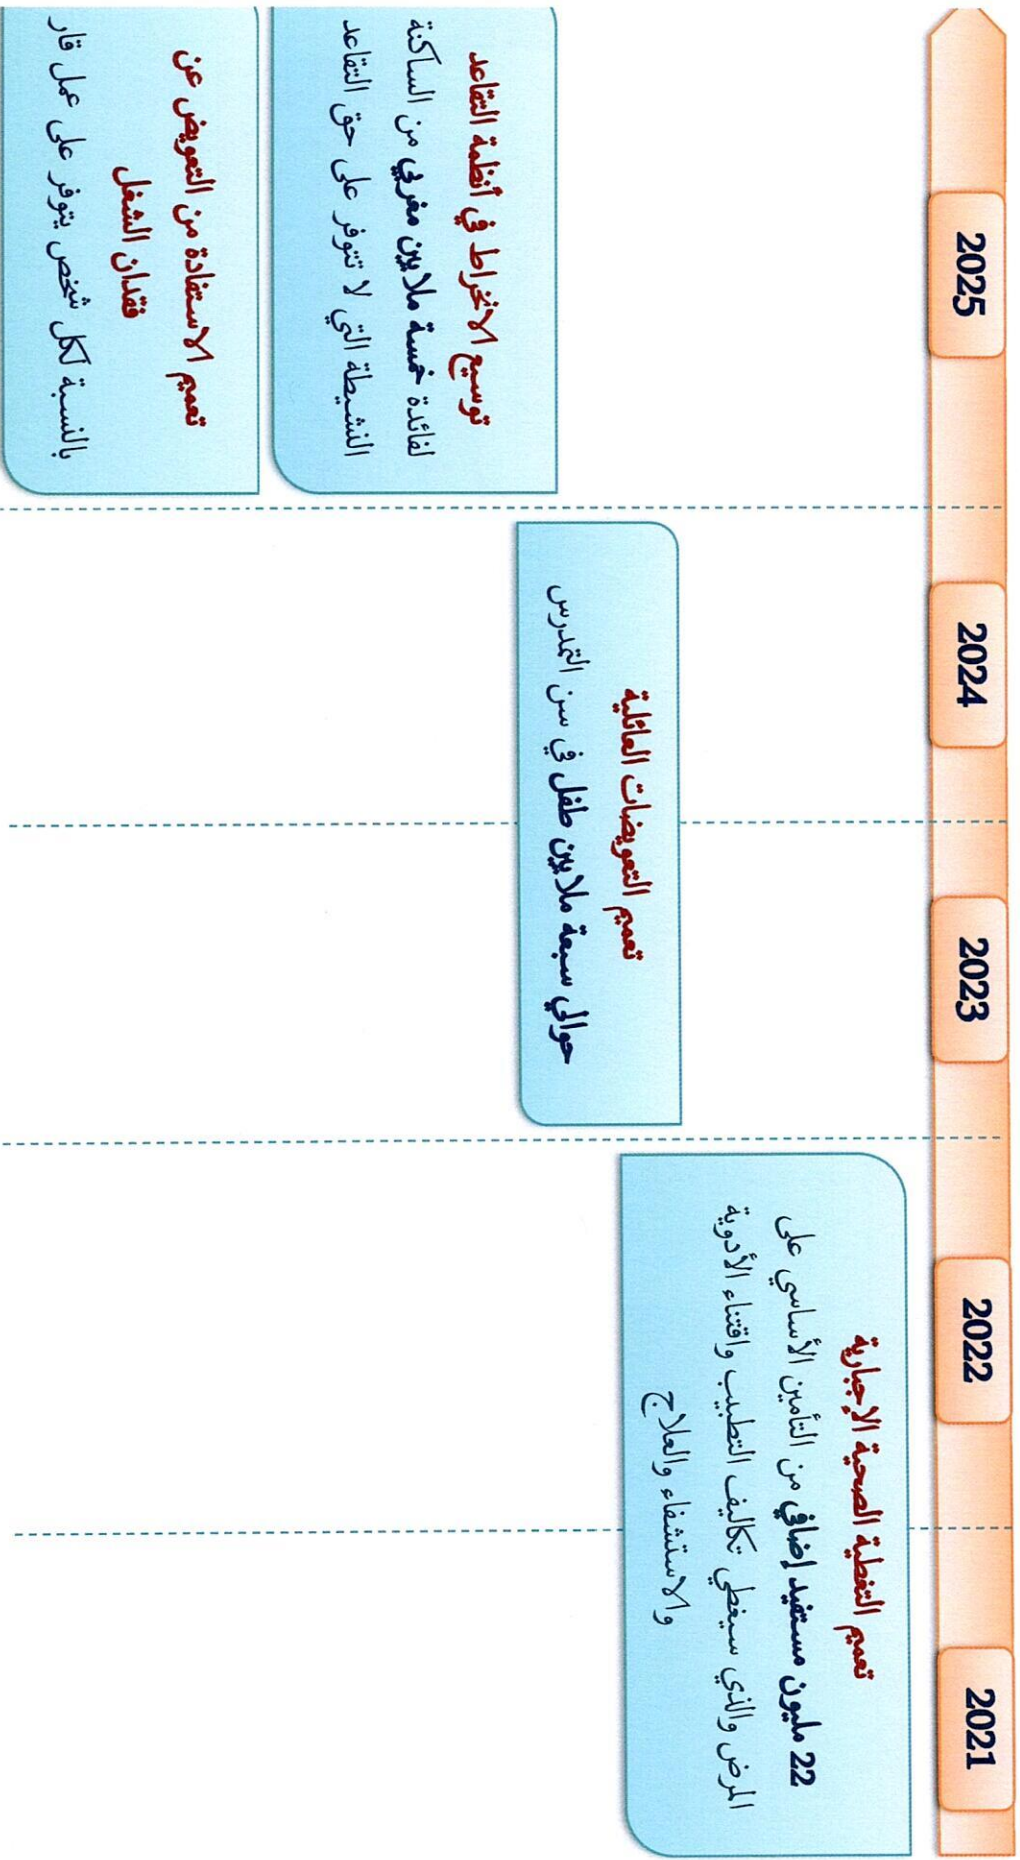 2021
2022
2023
2024
2025
تعميم التغطية الصحية الإجبارية
22 مليون مستفيد إضافي من التأمين الأساسي على
المرض والذي سيغطي تكاليف التطبيب واقتناء الأدوية
والاستشفاء والعلاج
تعميم التعويضات العائلية
حوالي سبعة ملايين طفل في سن التمدرس
توسيع الانخراط في أنظمة التقاعد
لفائدة خمسة ملايين مغربي من الساكنة
النشيطة التي لا تتوفر على حق التقاعد
تعميم الاستفادة من التعويض عن
فقدان الشغل
بالنسبة لكل شخص يتوفر على عمل قار